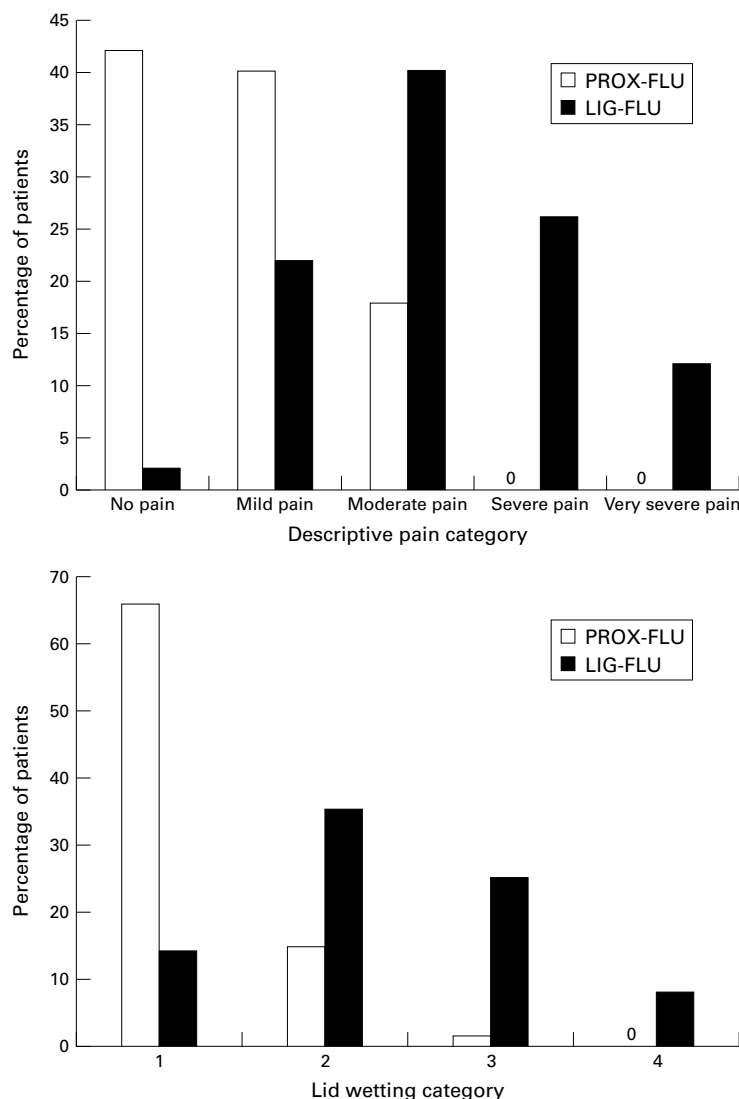 45
40
35
30
25
20
15
10
5
0
Percentage of patients
PROX-FLU
LIG-FLU
0
0
No pain Mild pain Moderate pain Severe pain Very severe pain
Descriptive pain category
70
60
50
40
30
20
10
0
Percentage of patients
PROX-FLU
LIG-FLU
0
1 2 3 4
Lid wetting category